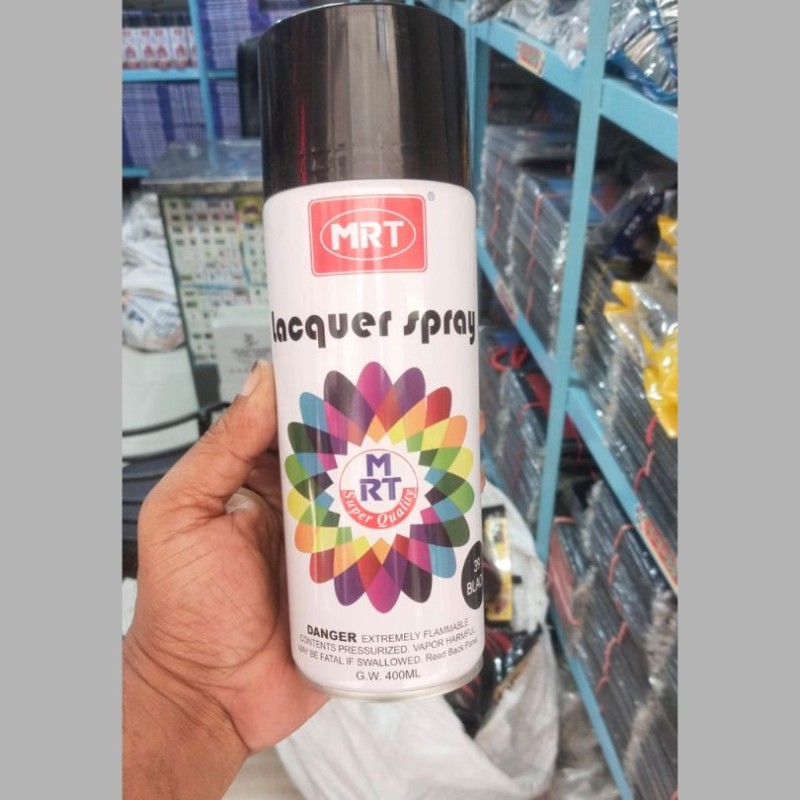 MRT
®
Lacquer spray
M
RT
Super Quality
39
DANGER EXTREMELY FLAMMABLE
CONTENTS PRESSURIZED. VAPOR HARMFUL.
MAY BE FATAL IF SWALLOWED. Read Back Panel
G.W. 400ML